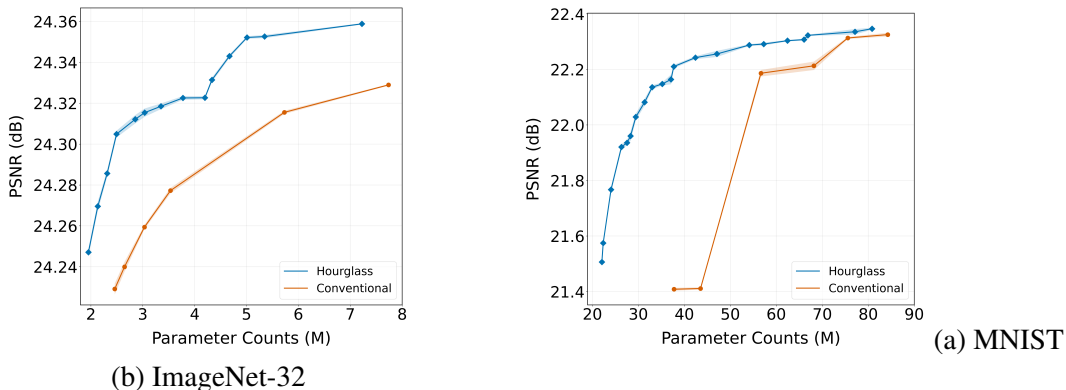 24.36
24.34
24.32
24.30
24.28
24.26
24.24
PSNR (dB)
2 3 4 5 6 7 8
Parameter Counts (M)
Hourglass
Conventional
(b) ImageNet-32
22.4
22.2
22.0
21.8
21.6
21.4
PSNR (dB)
20 30 40 50 60 70 80 90
Parameter Counts (M)
Hourglass
Conventional
(a) MNIST